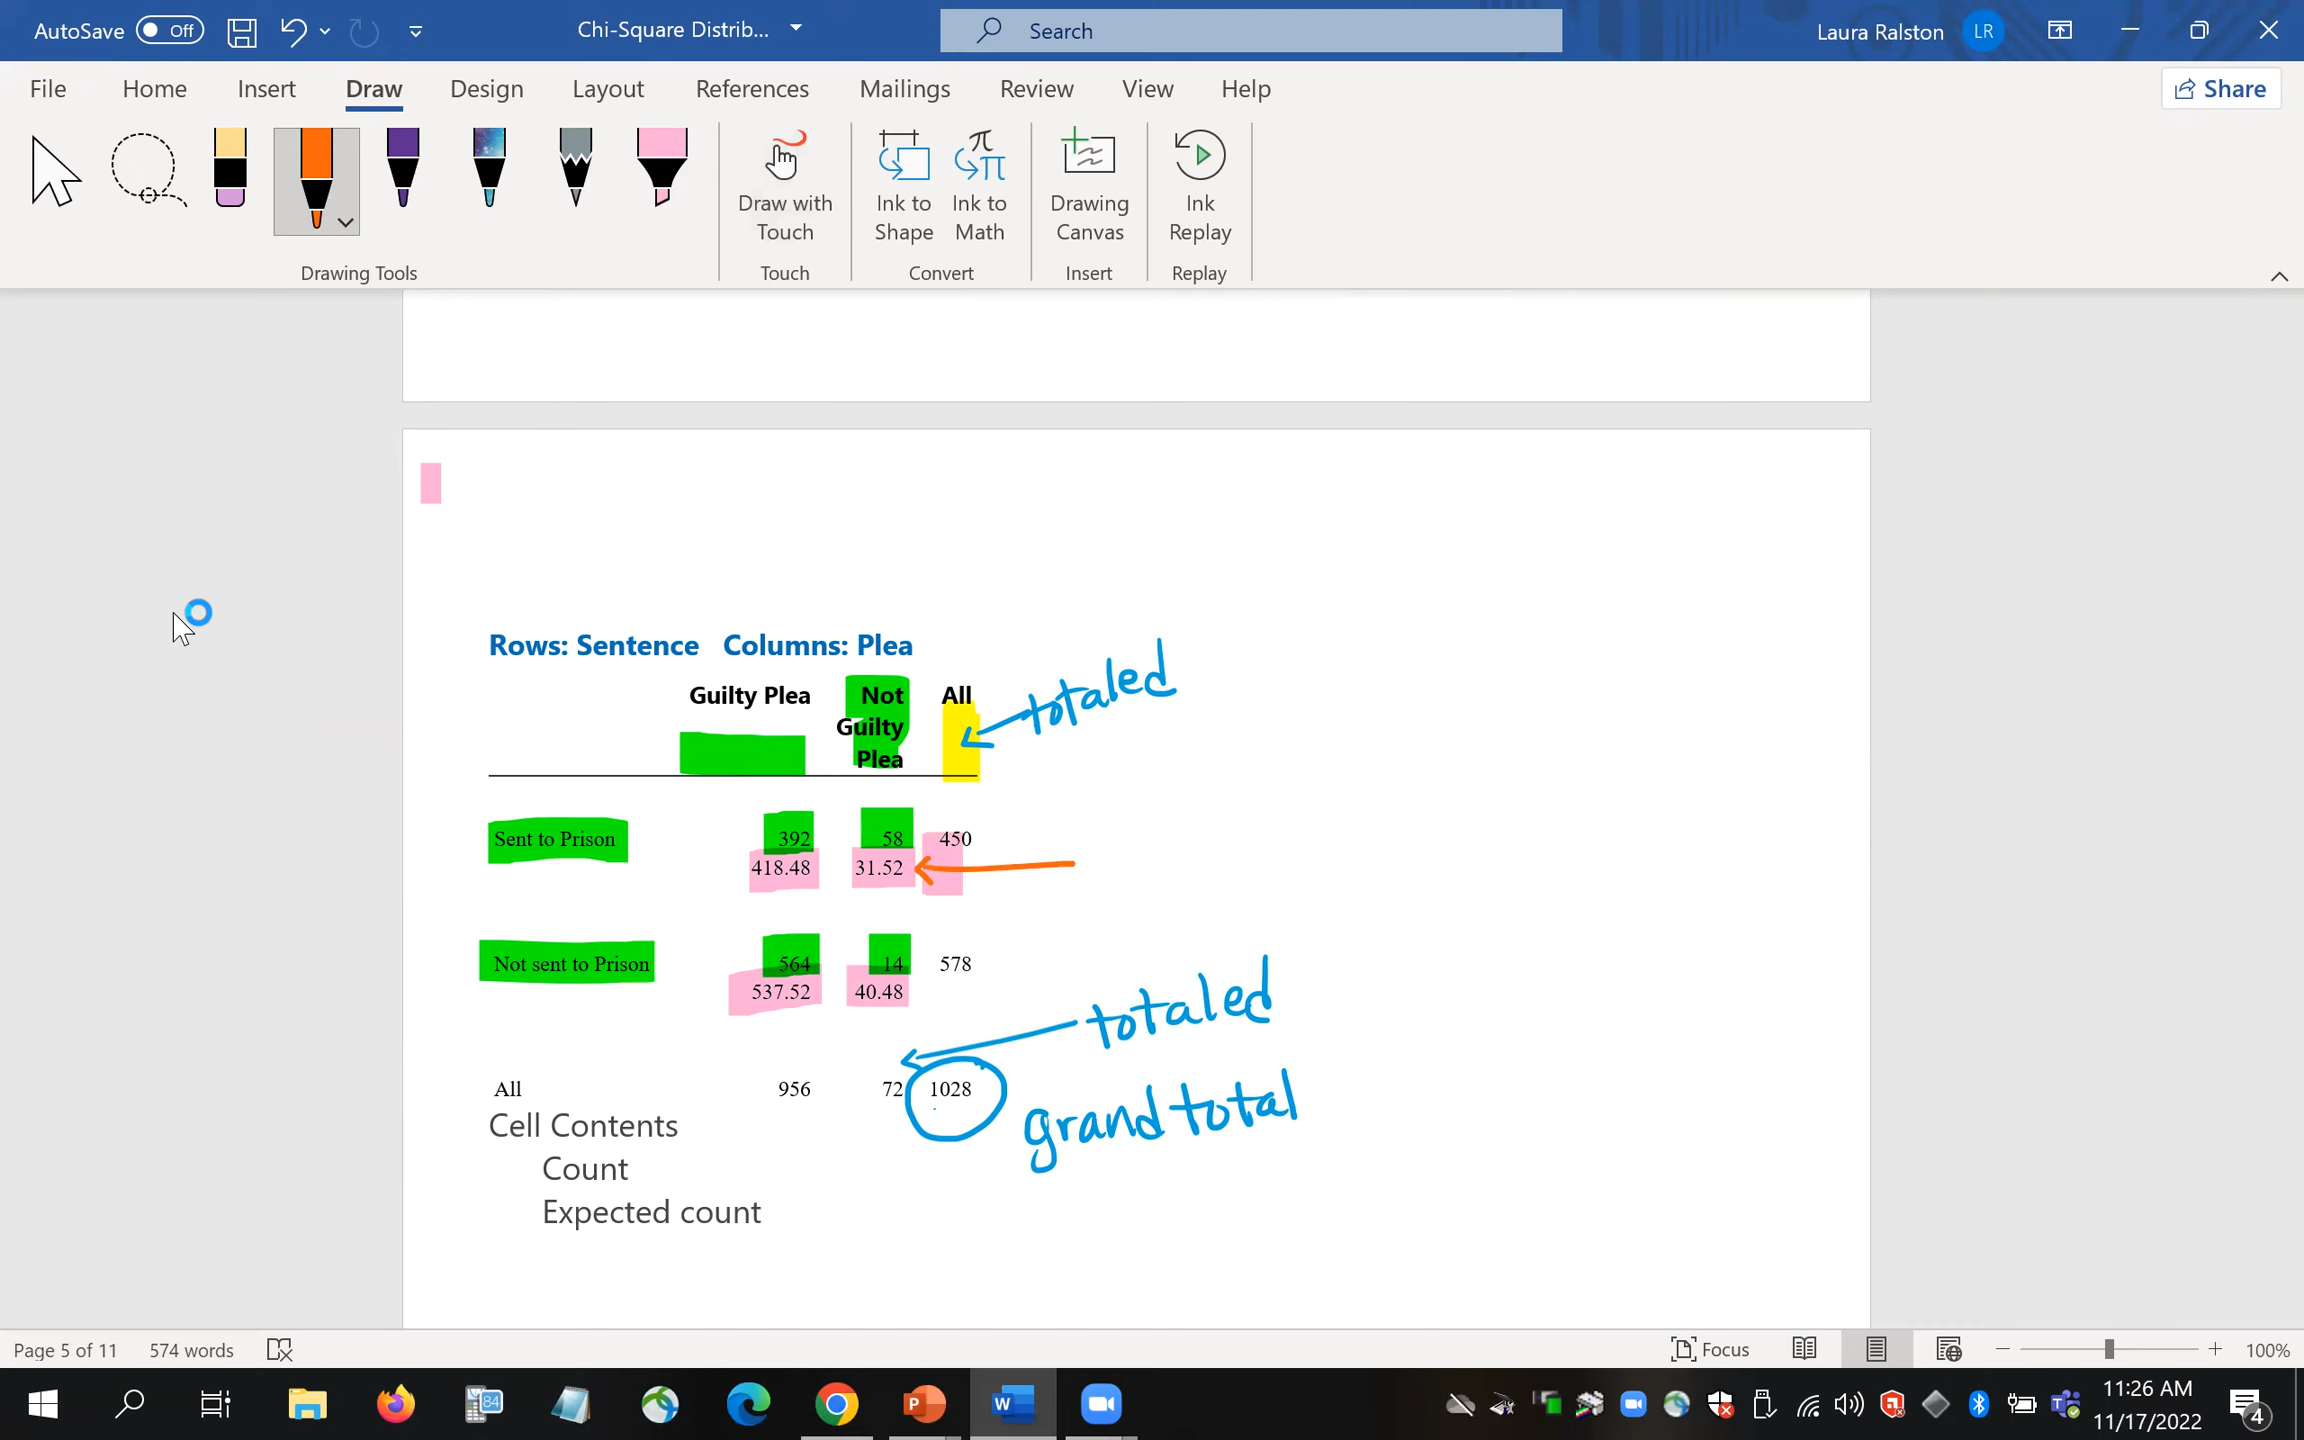 AutoSave Off Chi-Square Distrib... Search Laura Ralston LR
File Home Insert Draw Design Layout References Mailings Review View Help Share
Draw with Touch
Ink to Shape
Ink to Math
Drawing Canvas
Ink Replay
Drawing Tools Touch Convert Insert Replay
Rows: Sentence Columns: Plea
Guilty Plea Not Guilty Plea All
totaled
Sent to Prison 392 58 450
418.48 31.52
Not sent to Prison 564 14 578
537.52 40.48
totaled
All 956 72 1028
grand total
Cell Contents
Count
Expected count
Page 5 of 11 574 words Focus 100%
84
11:26 AM
11/17/2022
4